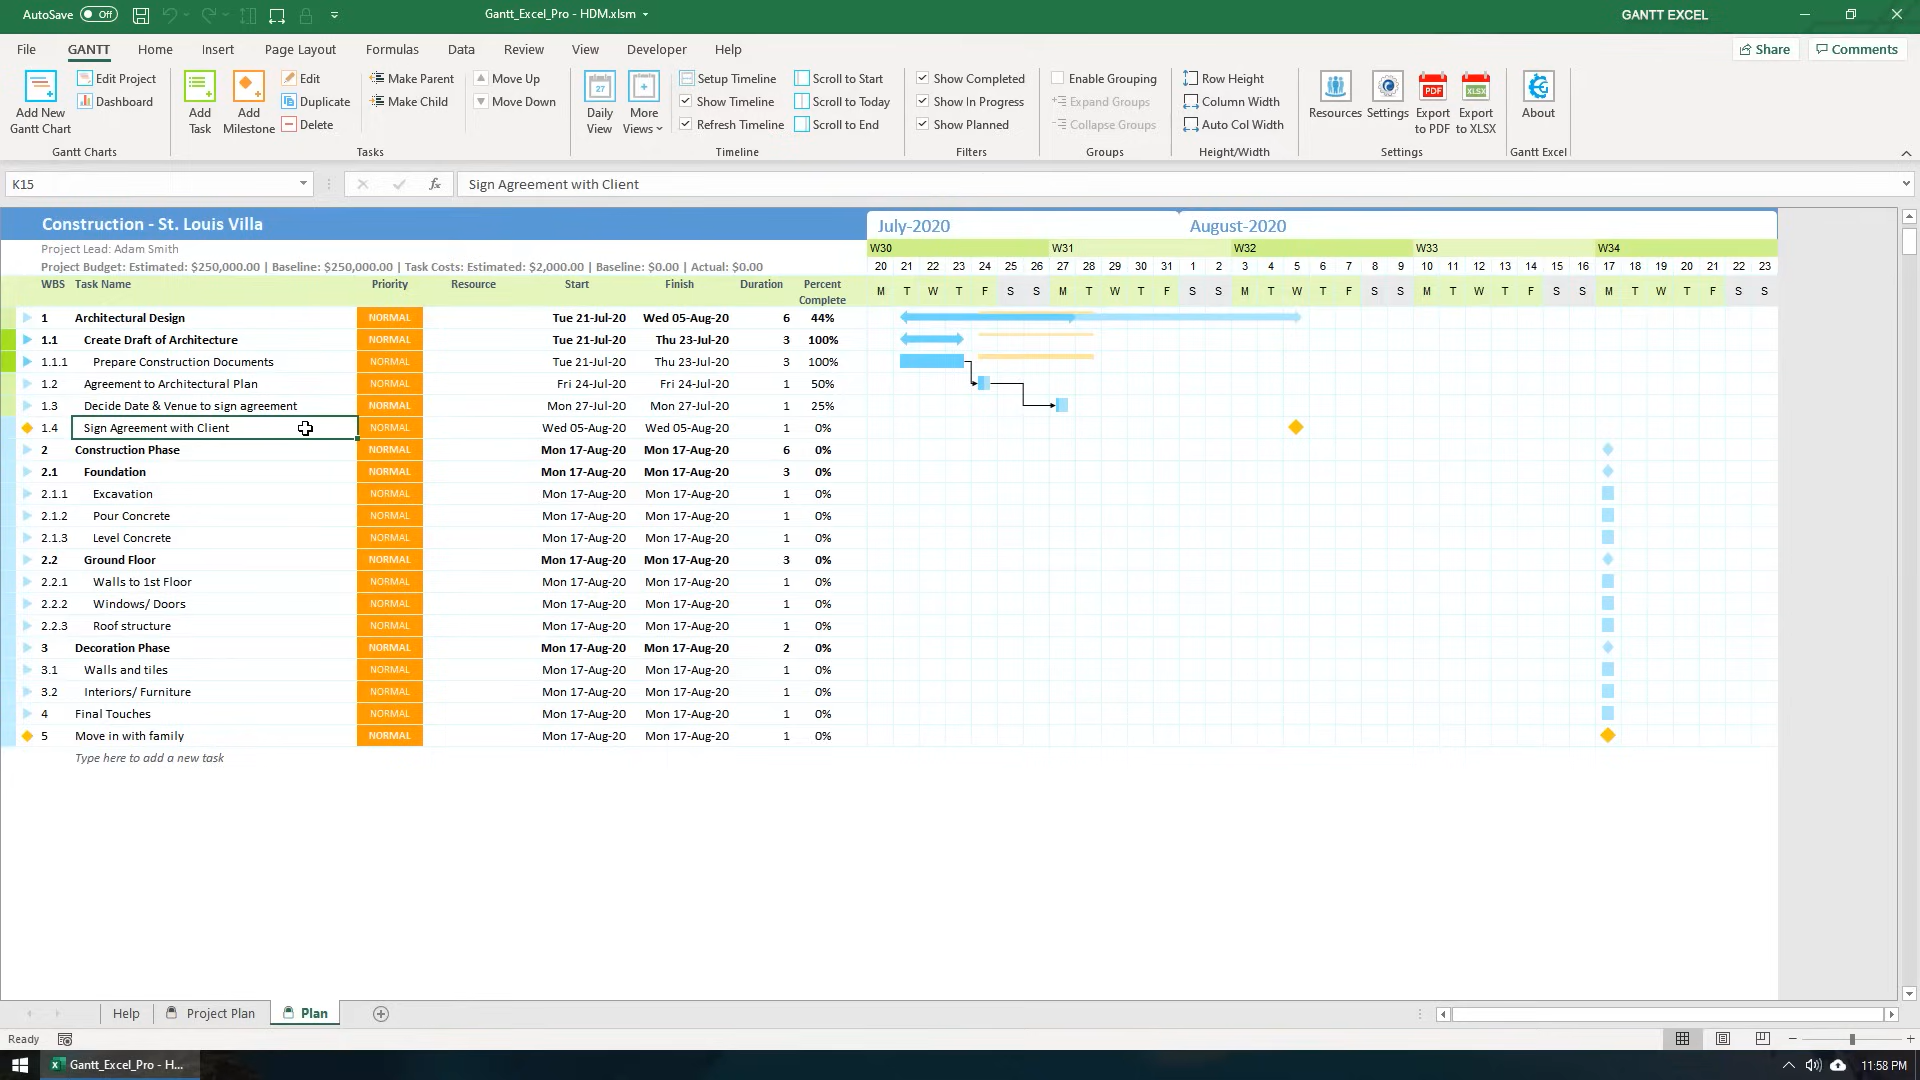 AutoSave Off Gantt_Excel_Pro - HDM.xlsm GANTT EXCEL
File GANTT Home Insert Page Layout Formulas Data Review View Developer Help Share Comments
Add New Gantt Chart
Edit Project
Dashboard
Gantt Charts
Add Task
Add Milestone
Edit
Duplicate
Delete
Make Parent
Make Child
Move Up
Move Down
Tasks
Daily View
More Views
Setup Timeline
Show Timeline
Refresh Timeline
Scroll to Start
Scroll to Today
Scroll to End
Timeline
Show Completed
Show In Progress
Show Planned
Filters
Enable Grouping
Expand Groups
Collapse Groups
Groups
Row Height
Column Width
Auto Col Width
Height/Width
Resources
Settings
Export to PDF
Export to XLSX
Settings
About
Gantt Excel
K15 fx Sign Agreement with Client
Construction - St. Louis Villa July-2020 August-2020
Project Lead: Adam Smith W30 W31 W32 W33 W34
Project Budget: Estimated: $250,000.00 | Baseline: $250,000.00 | Task Costs: Estimated: $2,000.00 | Baseline: $0.00 | Actual: $0.00
20 21 22 23 24 25 26 27 28 29 30 31 1 2 3 4 5 6 7 8 9 10 11 12 13 14 15 16 17 18 19 20 21 22 23
WBS Task Name Priority Resource Start Finish Duration Percent Complete
M T W T F S S M T W T F S S M T W T F S S M T W T F S S M T W T F S S
1 Architectural Design NORMAL Tue 21-Jul-20 Wed 05-Aug-20 6 44%
1.1 Create Draft of Architecture NORMAL Tue 21-Jul-20 Thu 23-Jul-20 3 100%
1.1.1 Prepare Construction Documents NORMAL Tue 21-Jul-20 Thu 23-Jul-20 3 100%
1.2 Agreement to Architectural Plan NORMAL Fri 24-Jul-20 Fri 24-Jul-20 1 50%
1.3 Decide Date & Venue to sign agreement NORMAL Mon 27-Jul-20 Mon 27-Jul-20 1 25%
1.4 Sign Agreement with Client NORMAL Wed 05-Aug-20 Wed 05-Aug-20 1 0%
2 Construction Phase NORMAL Mon 17-Aug-20 Mon 17-Aug-20 6 0%
2.1 Foundation NORMAL Mon 17-Aug-20 Mon 17-Aug-20 3 0%
2.1.1 Excavation NORMAL Mon 17-Aug-20 Mon 17-Aug-20 1 0%
2.1.2 Pour Concrete NORMAL Mon 17-Aug-20 Mon 17-Aug-20 1 0%
2.1.3 Level Concrete NORMAL Mon 17-Aug-20 Mon 17-Aug-20 1 0%
2.2 Ground Floor NORMAL Mon 17-Aug-20 Mon 17-Aug-20 3 0%
2.2.1 Walls to 1st Floor NORMAL Mon 17-Aug-20 Mon 17-Aug-20 1 0%
2.2.2 Windows/ Doors NORMAL Mon 17-Aug-20 Mon 17-Aug-20 1 0%
2.2.3 Roof structure NORMAL Mon 17-Aug-20 Mon 17-Aug-20 1 0%
3 Decoration Phase NORMAL Mon 17-Aug-20 Mon 17-Aug-20 2 0%
3.1 Walls and tiles NORMAL Mon 17-Aug-20 Mon 17-Aug-20 1 0%
3.2 Interiors/ Furniture NORMAL Mon 17-Aug-20 Mon 17-Aug-20 1 0%
4 Final Touches NORMAL Mon 17-Aug-20 Mon 17-Aug-20 1 0%
5 Move in with family NORMAL Mon 17-Aug-20 Mon 17-Aug-20 1 0%
Type here to add a new task
Help Project Plan Plan
Ready
Gantt_Excel_Pro - H... 11:58 PM